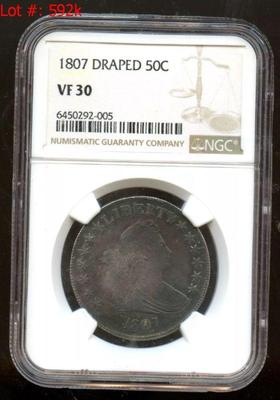 Lot #: 592k
1807 DRAPED 50C
VF 30
6450292-005
NUMISMATIC GUARANTY COMPANY
NGC
LIBERTY
1807